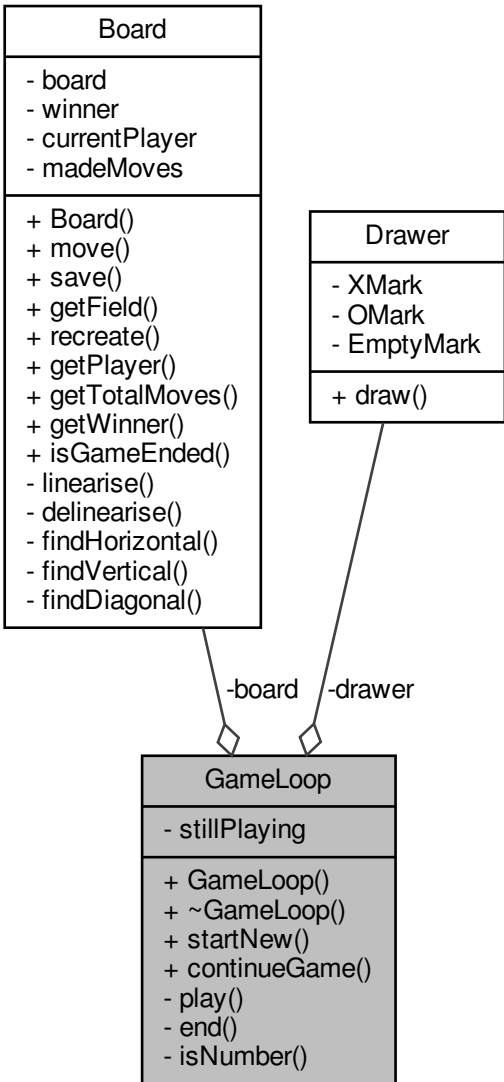 Board
- board
- winner
- currentPlayer
- madeMoves
+ Board()
+ move()
+ save()
+ getField()
+ recreate()
+ getPlayer()
+ getTotalMoves()
+ getWinner()
+ isGameEnded()
- linearise()
- delinearise()
- findHorizontal()
- findVertical()
- findDiagonal()
Drawer
- XMark
- OMark
- EmptyMark
+ draw()
-board
-drawer
GameLoop
- stillPlaying
+ GameLoop()
+ ~GameLoop()
+ startNew()
+ continueGame()
- play()
- end()
- isNumber()